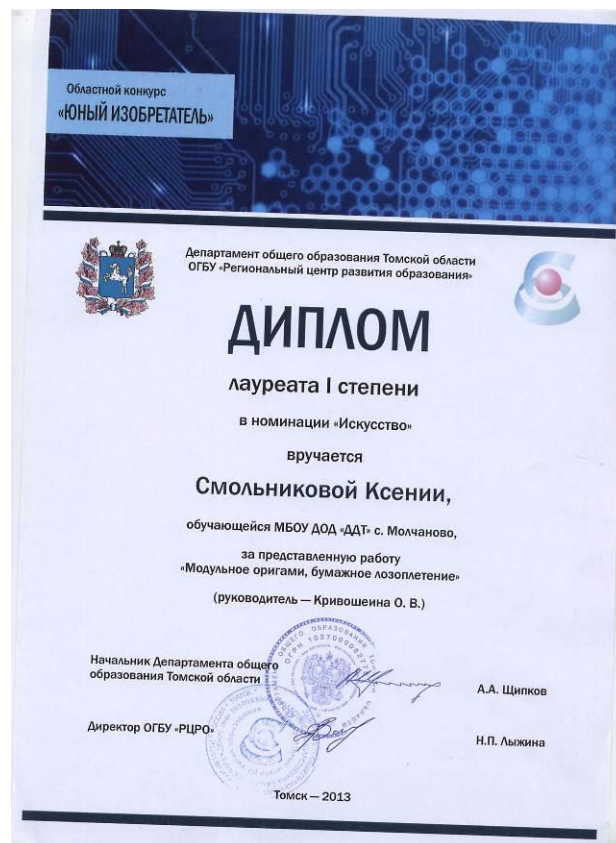 Областной конкурс
«ЮНЫЙ ИЗОБРЕТАТЕЛЬ»
Департамент общего образования Томской области
ОГБУ «Региональный центр развития образования»
ДИПЛОМ
лауреата I степени
в номинации «Искусство»
вручается
Смольниковой Ксении,
обучающейся МБОУ ДОД «ДДТ» с. Молчаново,
за представленную работу
«Модульное оригами, бумажное лозоплетение»
(руководитель — Кривошеина О. В.)
Начальник Департамента общего
образования Томской области
А.А. Щипков
Директор ОГБУ «РЦРО»
Н.П. Лыжина
Томск — 2013